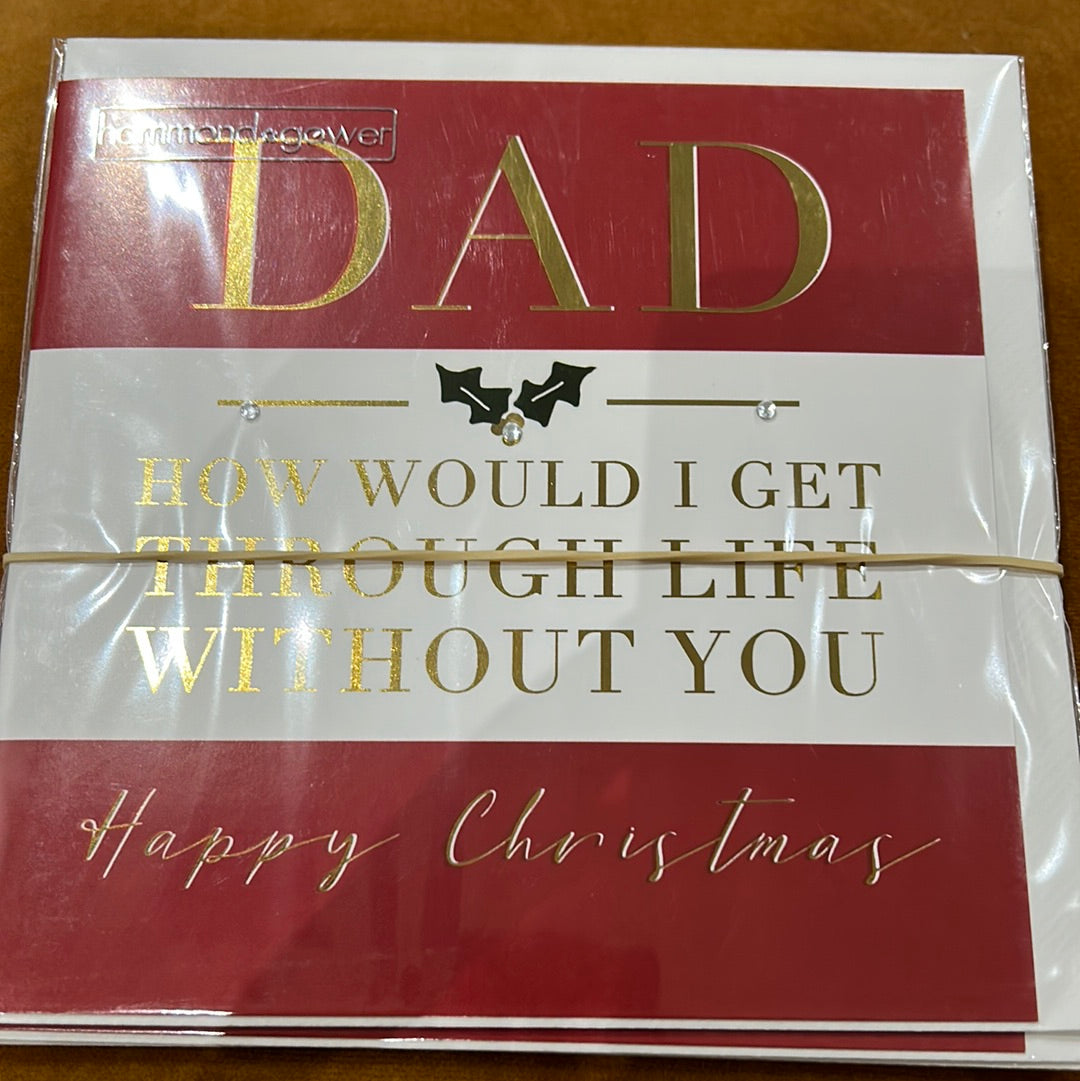 hammond & gower
DAD
HOW WOULD I GET
THROUGH LIFE
WITHOUT YOU
Happy Christmas